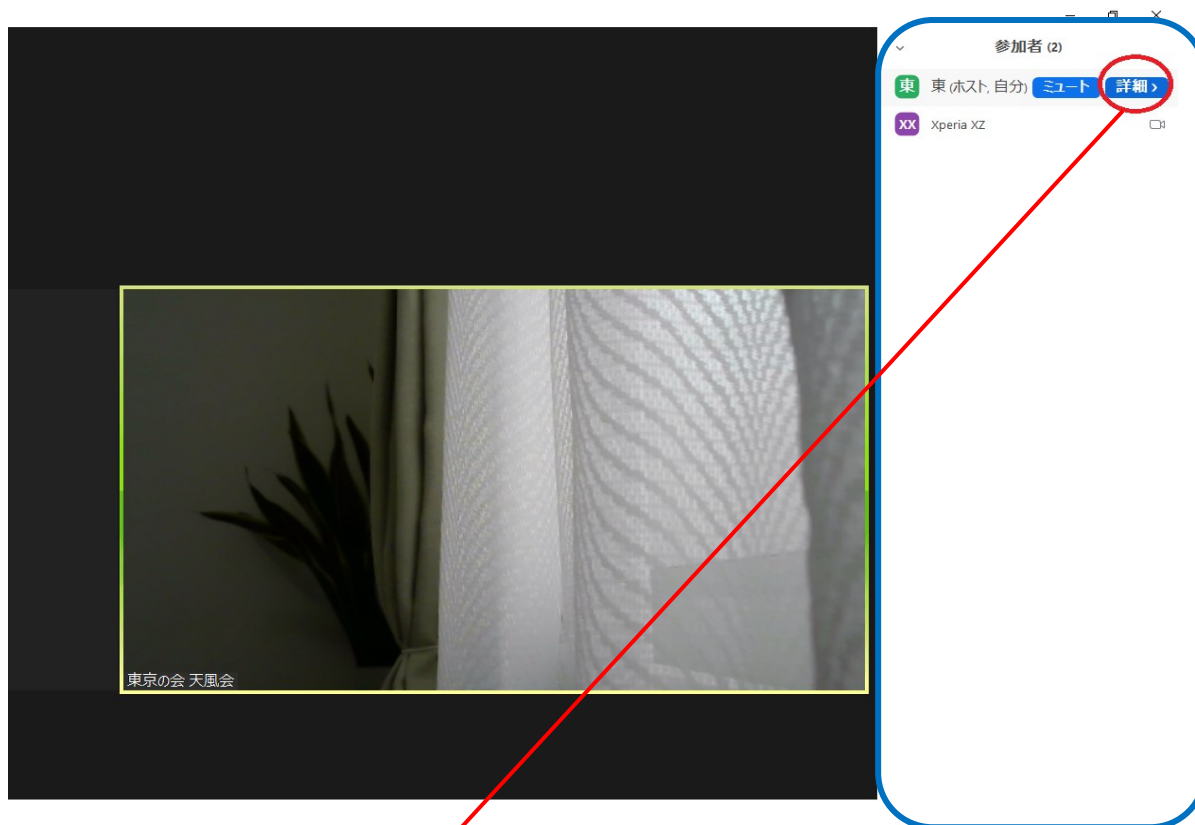 参加者 (2)
東 東 (ホスト, 自分) ミュート 詳細 >
XX Xperia XZ
東京の会 天風会